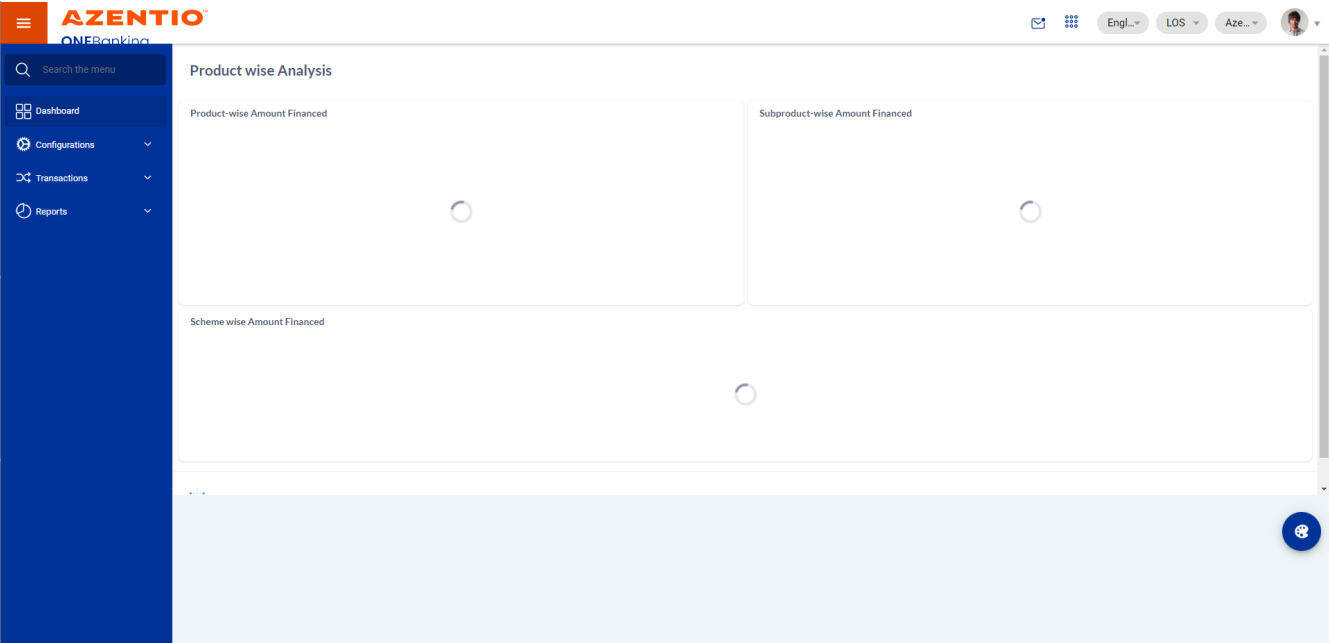 AZENTIO™
ONEBanking
Engl...
LOS
Aze...
Search the menu
Dashboard
Configurations
Transactions
Reports
Product wise Analysis
Product-wise Amount Financed
Subproduct-wise Amount Financed
Scheme wise Amount Financed